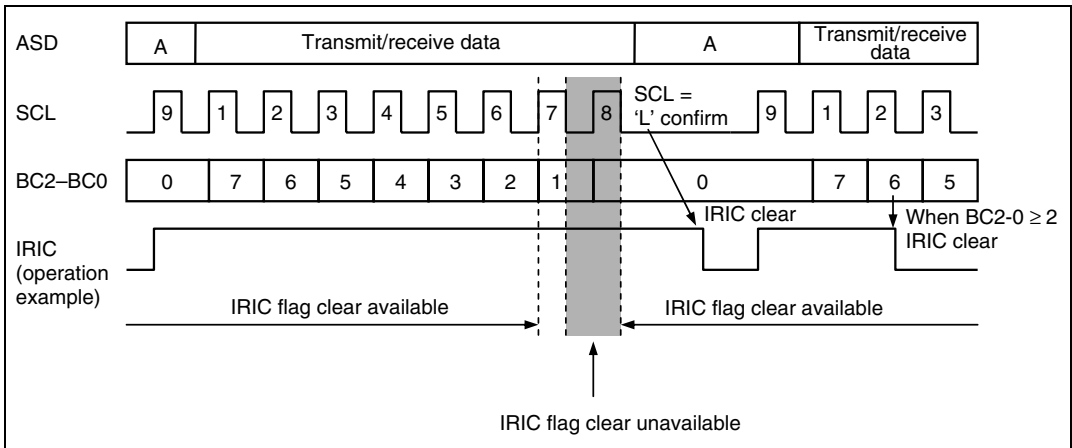 ASD A Transmit/receive data A Transmit/receive data
SCL 9 1 2 3 4 5 6 7 8 SCL = 'L' confirm 9 1 2 3
BC2–BC0 0 7 6 5 4 3 2 1 0 7 6 5
IRIC (operation example)
IRIC clear
When BC2-0 ≥ 2 IRIC clear
IRIC flag clear available
IRIC flag clear available
IRIC flag clear unavailable